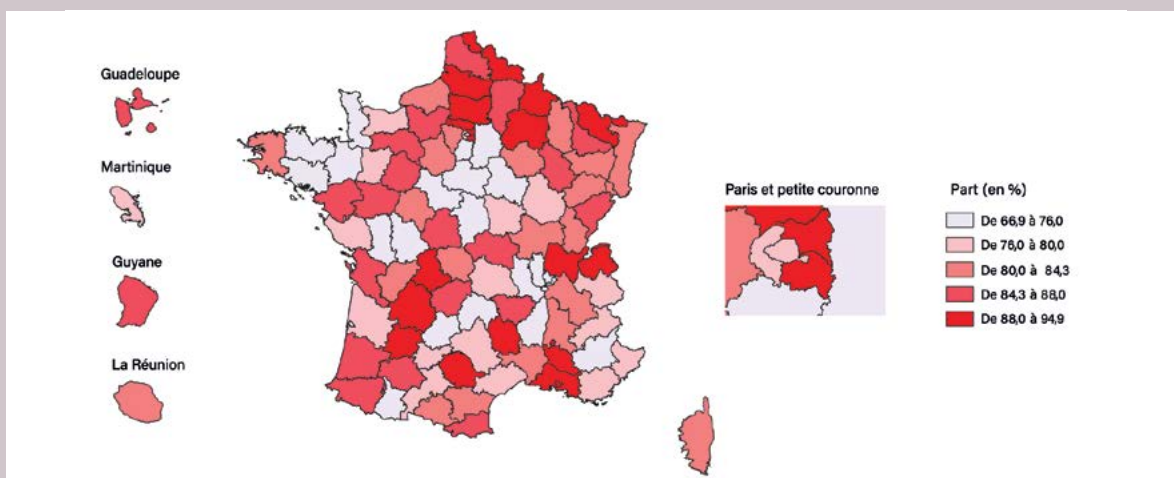 Guadeloupe
Martinique
Guyane
La Réunion
Paris et petite couronne
Part (en %)
De 66,9 à 76,0
De 76,0 à 80,0
De 80,0 à 84,3
De 84,3 à 88,0
De 88,0 à 94,9